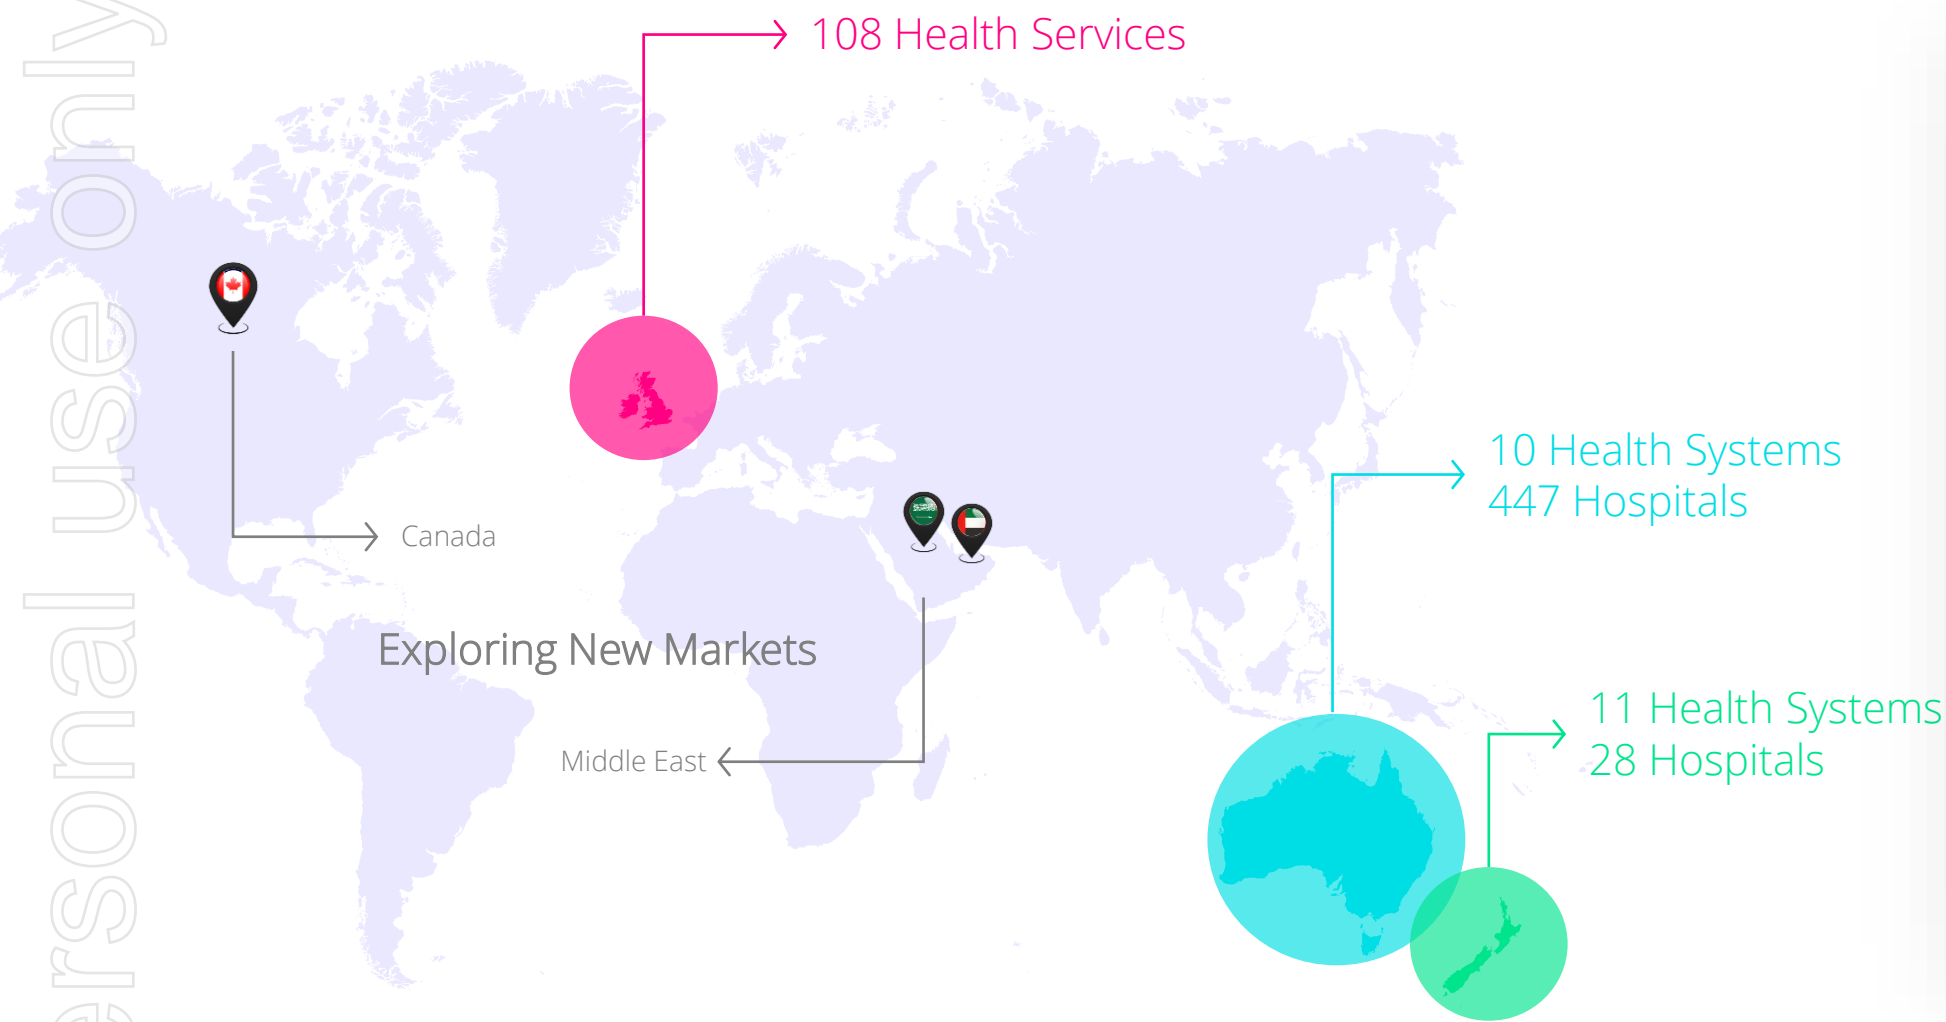 108 Health Services
10 Health Systems
447 Hospitals
Canada
Exploring New Markets
11 Health Systems
28 Hospitals
Middle East
ersonal use only